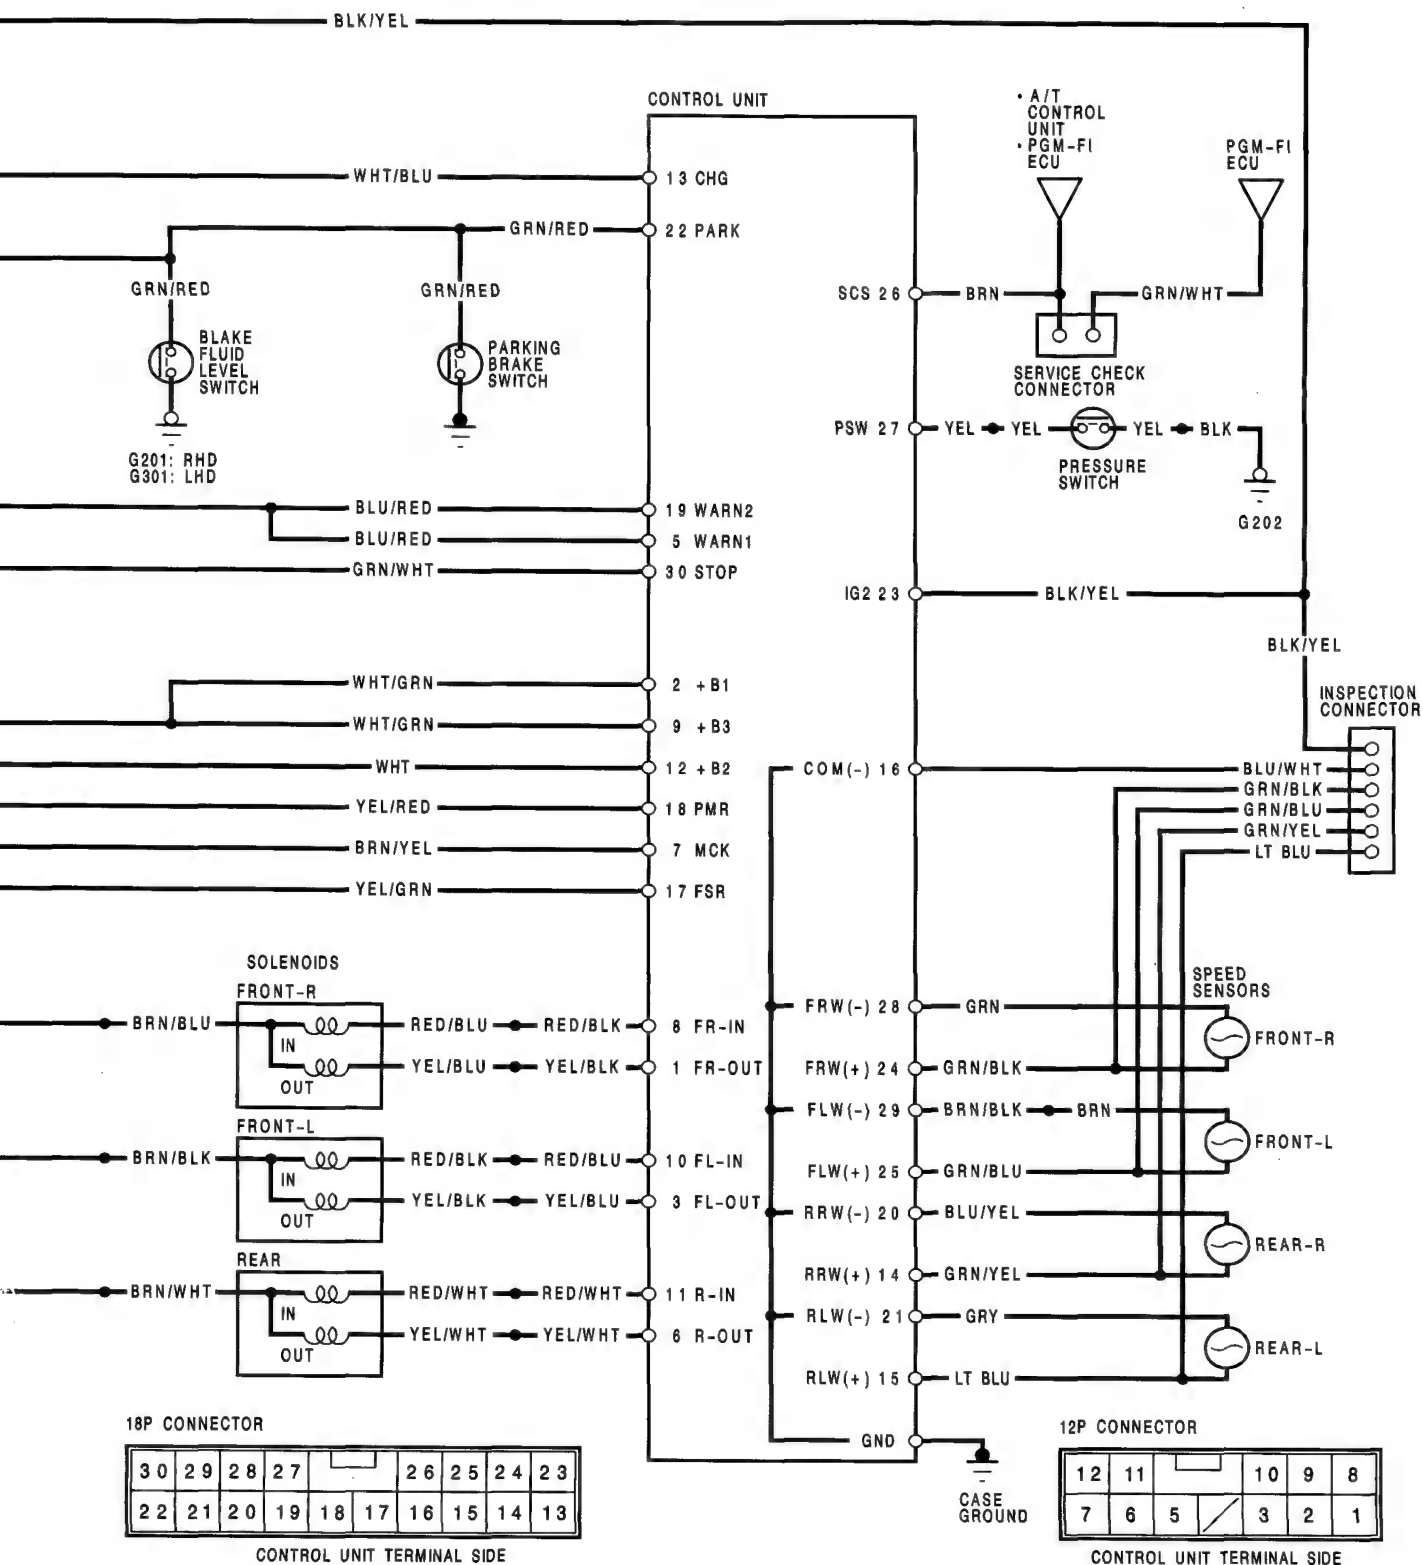 BLK/YEL
CONTROL UNIT
• A/T
CONTROL
UNIT
• PGM-FI
ECU
PGM-FI
ECU
WHT/BLU
13 CHG
GRN/RED
22 PARK
GRN/RED
GRN/RED
SCS 26
BRN
GRN/WHT
BLAKE
FLUID
LEVEL
SWITCH
PARKING
BRAKE
SWITCH
SERVICE CHECK
CONNECTOR
G201: RHD
G301: LHD
PSW 27
YEL
YEL
YEL
BLK
PRESSURE
SWITCH
G202
BLU/RED
19 WARN2
BLU/RED
5 WARN1
GRN/WHT
30 STOP
IG2 23
BLK/YEL
BLK/YEL
INSPECTION
CONNECTOR
WHT/GRN
2 +B1
WHT/GRN
9 +B3
WHT
12 +B2
YEL/RED
18 PMR
BRN/YEL
7 MCK
YEL/GRN
17 FSR
COM(-) 16
BLU/WHT
GRN/BLK
GRN/BLU
GRN/YEL
LT BLU
SOLENOIDS
FRONT-R
BRN/BLU
IN
OUT
RED/BLU
RED/BLK
8 FR-IN
YEL/BLU
YEL/BLK
1 FR-OUT
FRONT-L
BRN/BLK
IN
OUT
RED/BLK
RED/BLU
10 FL-IN
YEL/BLK
YEL/BLU
3 FL-OUT
REAR
BRN/WHT
IN
OUT
RED/WHT
RED/WHT
11 R-IN
YEL/WHT
YEL/WHT
6 R-OUT
SPEED
SENSORS
FRW(-) 28
GRN
FRONT-R
FRW(+) 24
GRN/BLK
FLW(-) 29
BRN/BLK
BRN
FRONT-L
FLW(+) 25
GRN/BLU
RRW(-) 20
BLU/YEL
REAR-R
RRW(+) 14
GRN/YEL
RLW(-) 21
GRY
REAR-L
RLW(+) 15
LT BLU
GND
CASE
GROUND
18P CONNECTOR
30 29 28 27 26 25 24 23
22 21 20 19 18 17 16 15 14 13
CONTROL UNIT TERMINAL SIDE
12P CONNECTOR
12 11 10 9 8
7 6 5 3 2 1
CONTROL UNIT TERMINAL SIDE